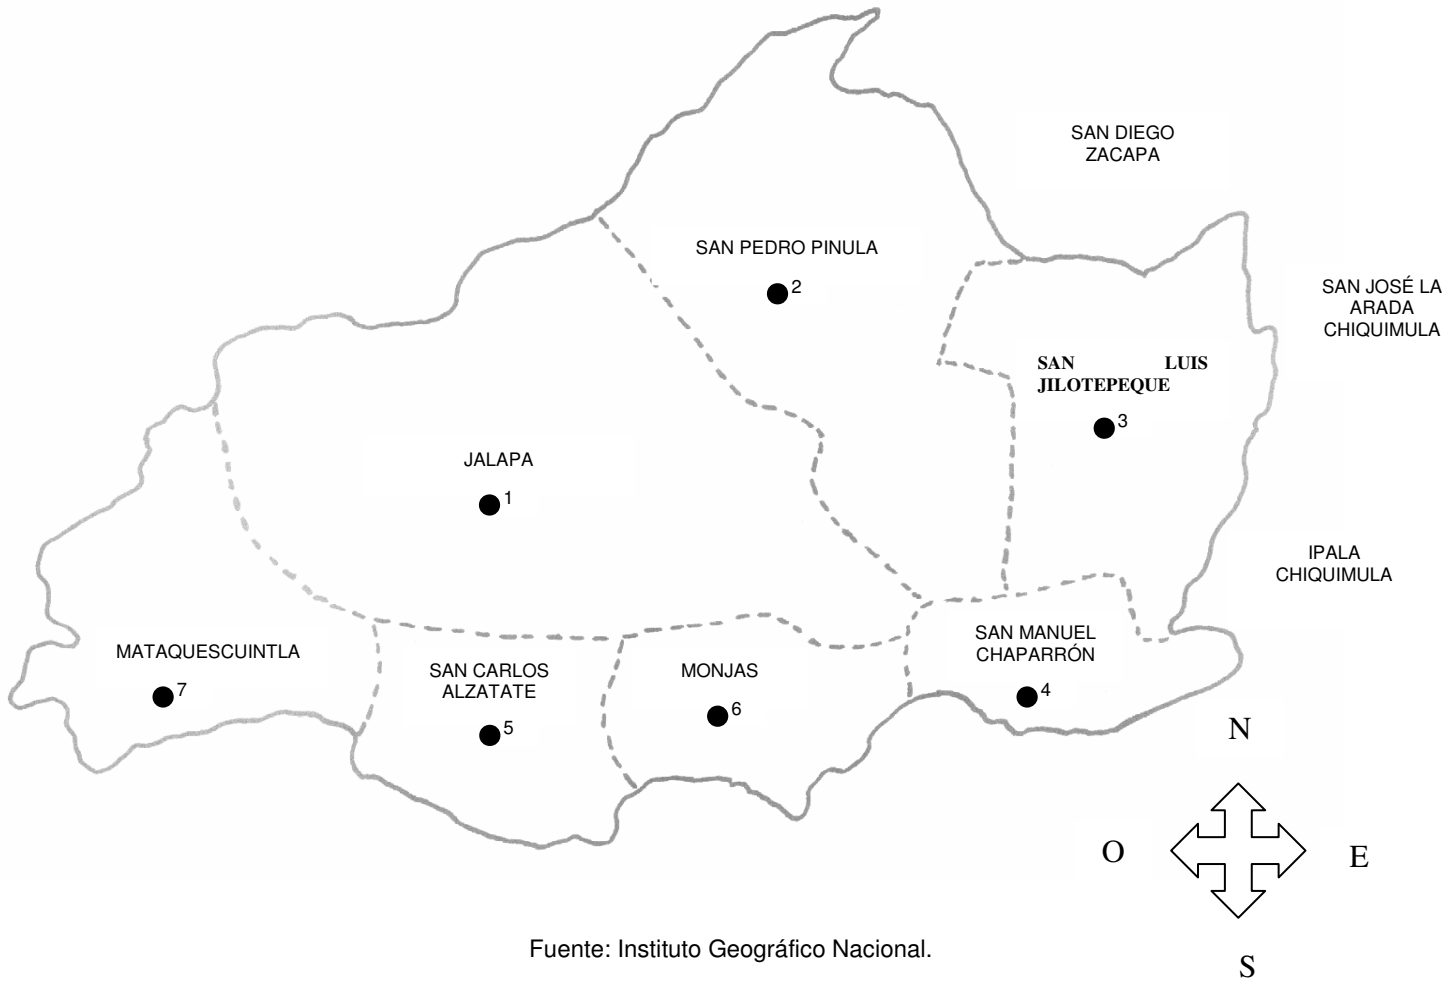 SAN DIEGO
ZACAPA
SAN PEDRO PINULA
2
SAN JOSÉ LA
ARADA
CHIQUIMULA
SAN LUIS
JILOTEPEQUE
3
JALAPA
1
IPALA
CHIQUIMULA
MATAQUESCUINTLA
7
SAN CARLOS
ALZATATE
5
MONJAS
6
SAN MANUEL
CHAPARRÓN
4
N
O E
S
Fuente: Instituto Geográfico Nacional.